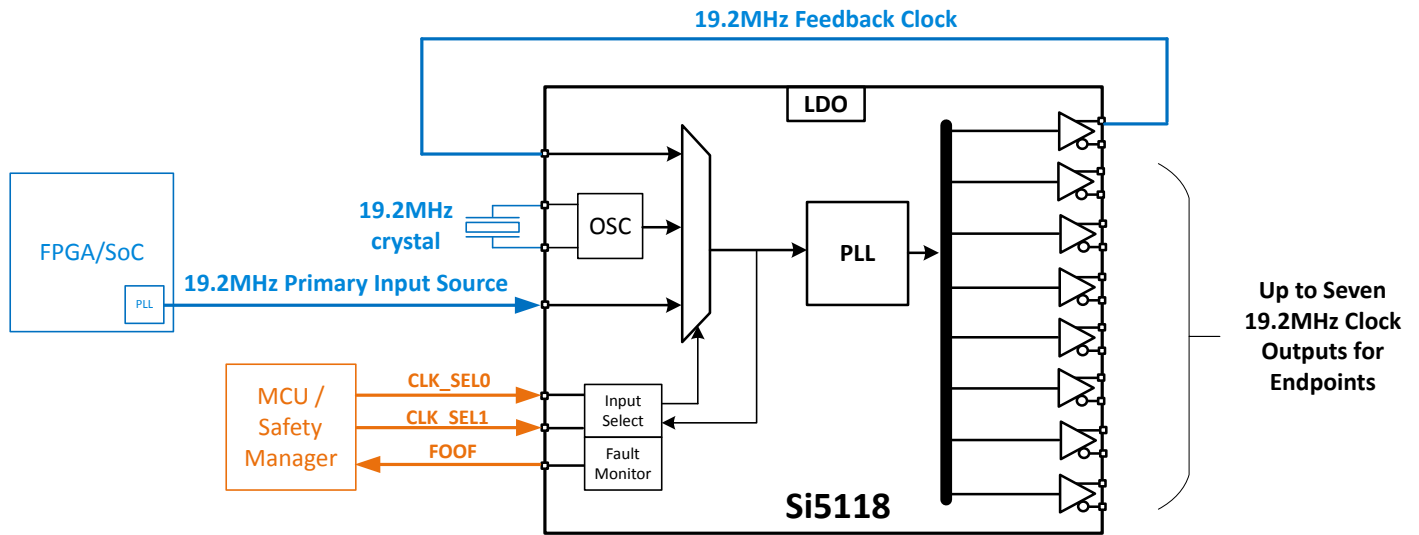 19.2MHz Feedback Clock
LDO
FPGA/SoC
PLL
19.2MHz
crystal
OSC
19.2MHz Primary Input Source
PLL
MCU /
Safety
Manager
CLK_SEL0
CLK_SEL1
FOOF
Input
Select
Fault
Monitor
Si5118
Up to Seven
19.2MHz Clock
Outputs for
Endpoints